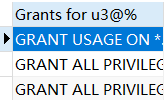 Grants for u3@%
GRANT USAGE ON *.
GRANT ALL PRIVILEG
GRANT ALL PRIVILEG